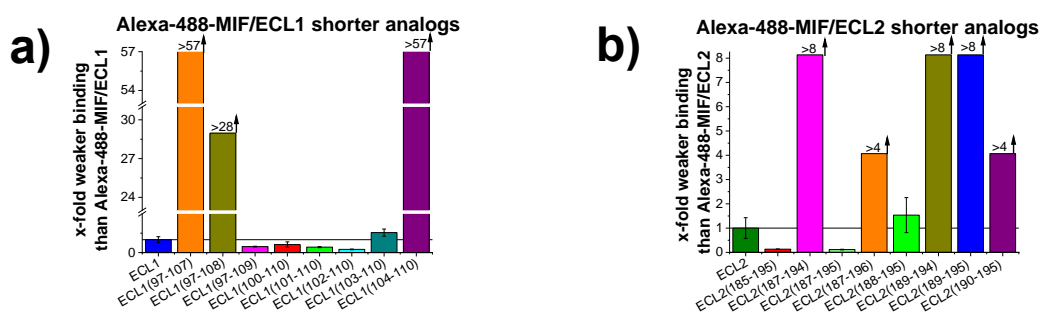 a)
Alexa-488-MIF/ECL1 shorter analogs
x-fold weaker binding
than Alexa-488-MIF/ECL1
57
54
30
27
24
0
>57
>28
>57
ECL1
ECL1(97-107)
ECL1(97-108)
ECL1(97-109)
ECL1(100-110)
ECL1(101-110)
ECL1(102-110)
ECL1(103-110)
ECL1(104-110)
b)
Alexa-488-MIF/ECL2 shorter analogs
x-fold weaker binding
than Alexa-488-MIF/ECL2
8
7
6
5
4
3
2
1
0
>8
>4
>8
>8
>4
ECL2
ECL2(185-195)
ECL2(187-194)
ECL2(187-195)
ECL2(187-196)
ECL2(188-195)
ECL2(189-194)
ECL2(189-195)
ECL2(190-195)